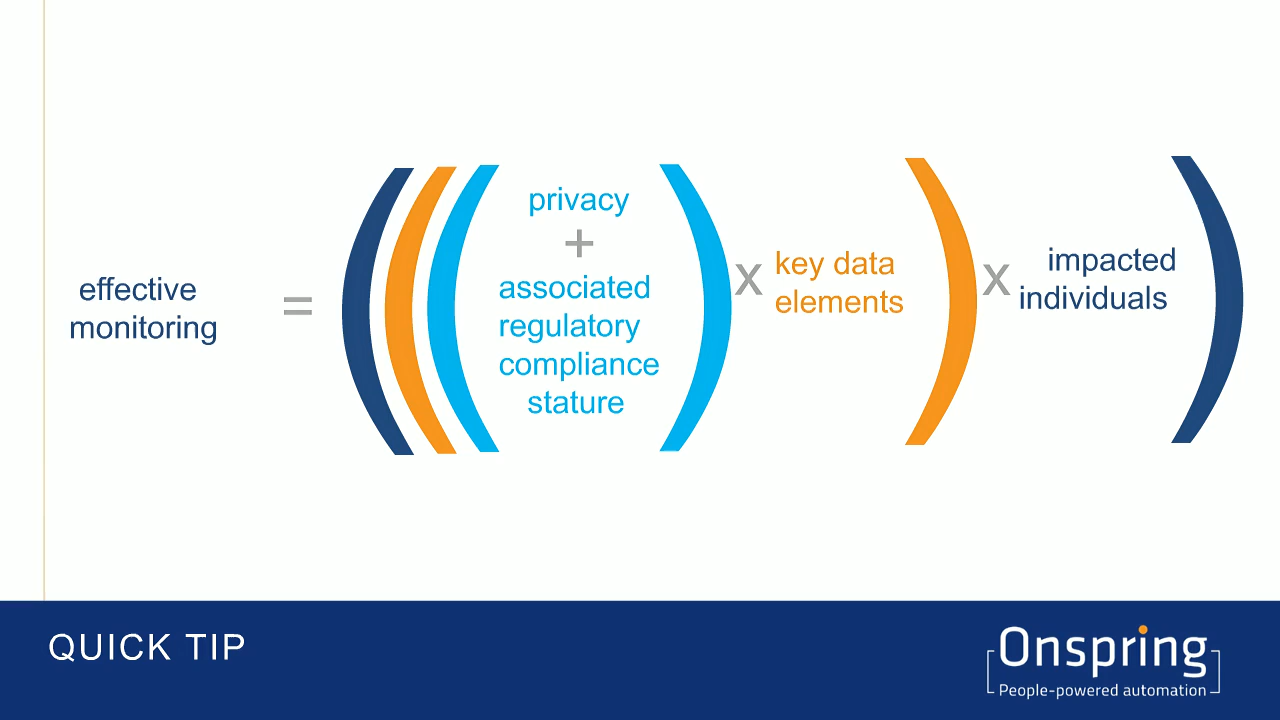 effective
monitoring
=
privacy
+
associated
regulatory
compliance
stature
x
key data
elements
x
impacted
individuals
QUICK TIP
Onspring
People-powered automation